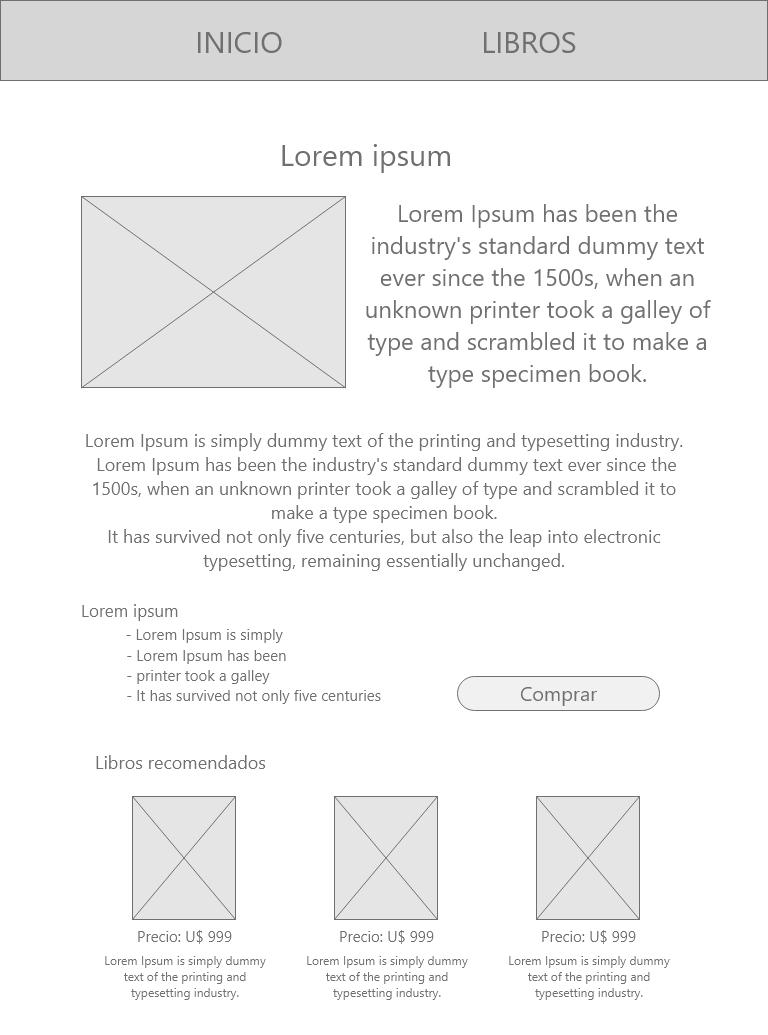 INICIO LIBROS
Lorem ipsum
Lorem Ipsum has been the
industry's standard dummy text
ever since the 1500s, when an
unknown printer took a galley of
type and scrambled it to make a
type specimen book.
Lorem Ipsum is simply dummy text of the printing and typesetting industry.
Lorem Ipsum has been the industry's standard dummy text ever since the
1500s, when an unknown printer took a galley of type and scrambled it to
make a type specimen book.
It has survived not only five centuries, but also the leap into electronic
typesetting, remaining essentially unchanged.
Lorem ipsum
- Lorem Ipsum is simply
- Lorem Ipsum has been
- printer took a galley
- It has survived not only five centuries
Comprar
Libros recomendados
Precio: U$ 999
Lorem Ipsum is simply dummy
text of the printing and
typesetting industry.
Precio: U$ 999
Lorem Ipsum is simply dummy
text of the printing and
typesetting industry.
Precio: U$ 999
Lorem Ipsum is simply dummy
text of the printing and
typesetting industry.